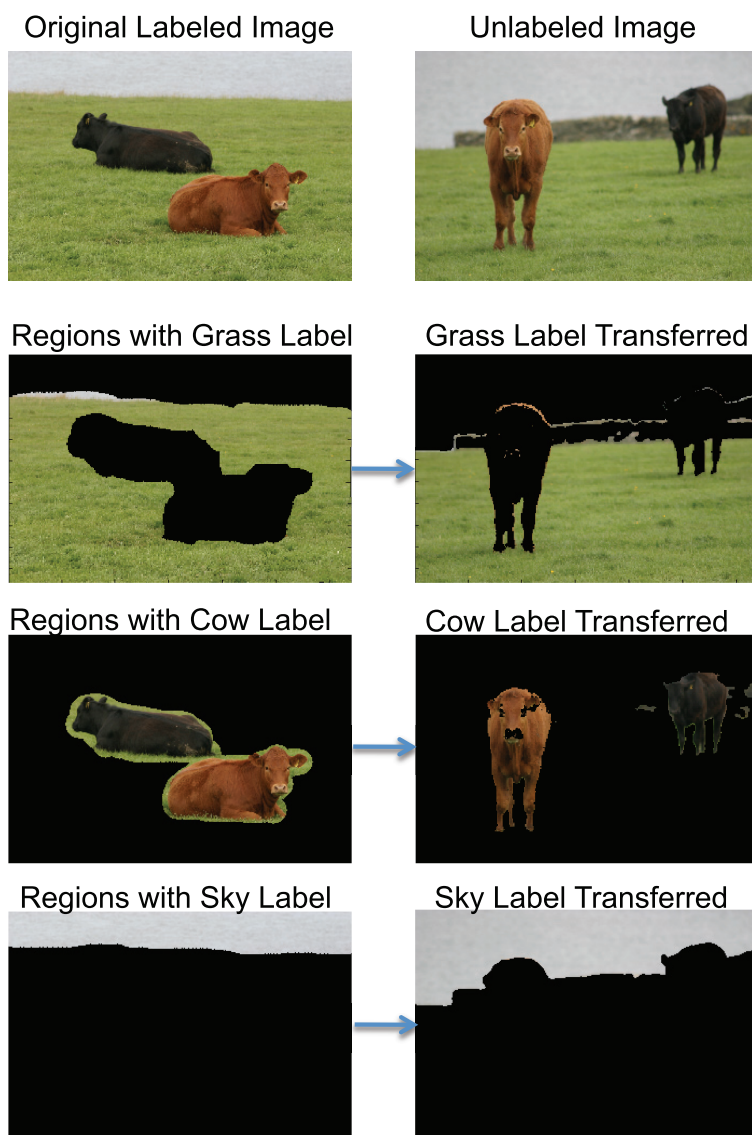 Original Labeled Image
Unlabeled Image
Regions with Grass Label
Grass Label Transferred
Regions with Cow Label
Cow Label Transferred
Regions with Sky Label
Sky Label Transferred